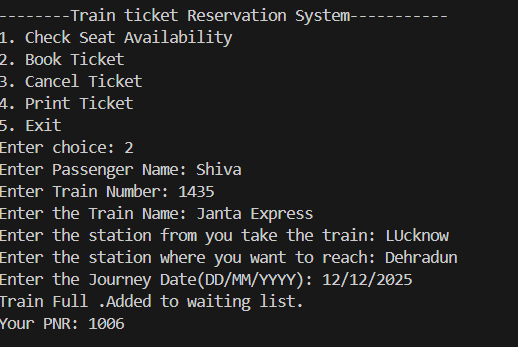 --------Train ticket Reservation System-----------
1. Check Seat Availability
2. Book Ticket
3. Cancel Ticket
4. Print Ticket
5. Exit
Enter choice: 2
Enter Passenger Name: Shiva
Enter Train Number: 1435
Enter the Train Name: Janta Express
Enter the station from you take the train: LUcknow
Enter the station where you want to reach: Dehradun
Enter the Journey Date(DD/MM/YYYY): 12/12/2025
Train Full .Added to waiting list.
Your PNR: 1006